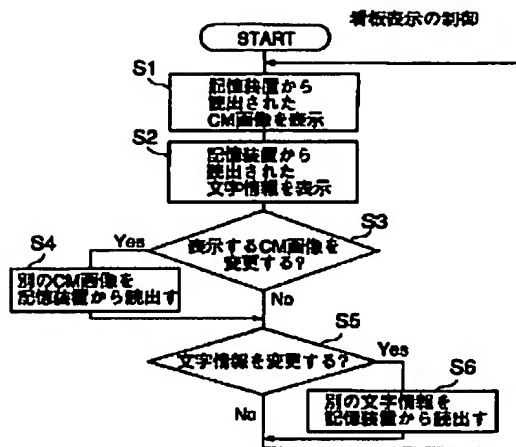 看板表示の制御
START
S1
記憶装置から
読出された
CM画像を表示
S2
記憶装置から
読出された
文字情報を表示
S3
表示するCM画像を
変更する?
Yes
No
S4
別のCM画像を
記憶装置から読出す
S5
文字情報を変更する?
Yes
No
S6
別の文字情報を
記憶装置から読出す